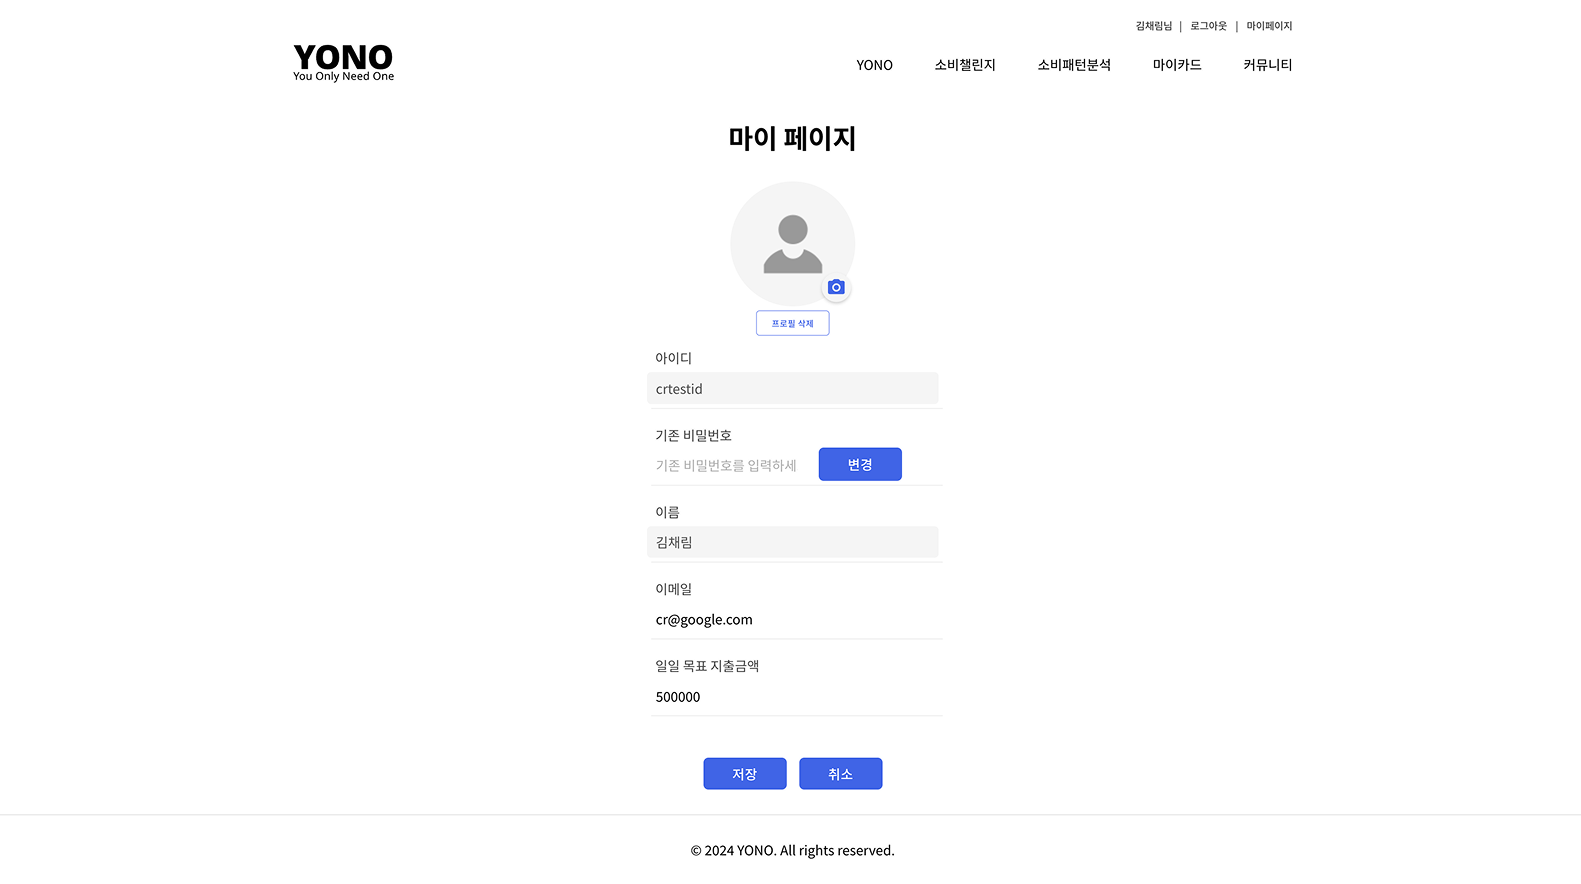 김채림님 | 로그아웃 | 마이페이지
YONO
You Only Need One
YONO 소비챌린지 소비패턴분석 마이카드 커뮤니티
마이 페이지
프로필 삭제
아이디
crtestid
기존 비밀번호
기존 비밀번호를 입력하세 변경
이름
김채림
이메일
cr@google.com
일일 목표 지출금액
500000
저장 취소
© 2024 YONO. All rights reserved.